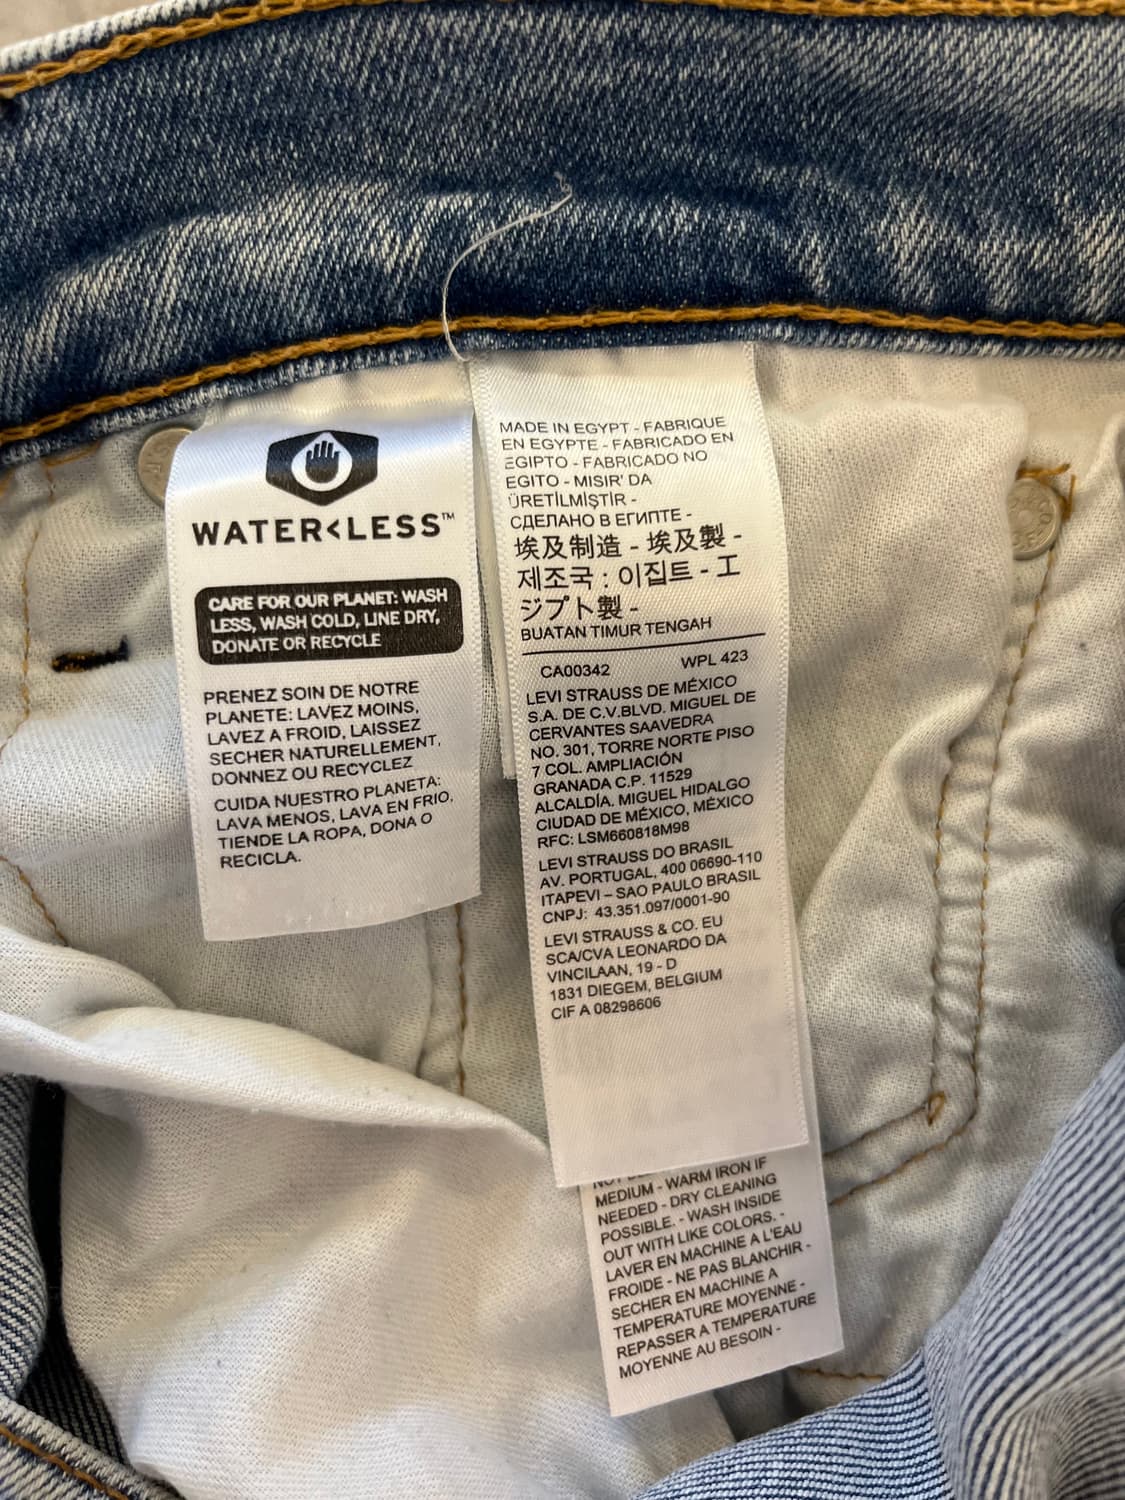 WATER<LESS™
CARE FOR OUR PLANET: WASH
LESS, WASH COLD, LINE DRY,
DONATE OR RECYCLE
PRENEZ SOIN DE NOTRE
PLANETE: LAVEZ MOINS,
LAVEZ A FROID, LAISSEZ
SECHER NATURELLEMENT,
DONNEZ OU RECYCLEZ
CUIDA NUESTRO PLANETA:
LAVA MENOS, LAVA EN FRIO,
TIENDE LA ROPA, DONA O
RECICLA.
MADE IN EGYPT - FABRIQUE
EN EGYPTE - FABRICADO EN
EGIPTO - FABRICADO NO
EGITO - MISIR' DA
ÜRETİLMİŞTİR -
СДЕЛАНО В ЕГИПТЕ -
埃及制造 - 埃及製 -
제조국 : 이집트 - エ
ジプト製 -
BUATAN TIMUR TENGAH
CA00342 WPL 423
LEVI STRAUSS DE MÉXICO
S.A. DE C.V.BLVD. MIGUEL DE
CERVANTES SAAVEDRA
NO. 301, TORRE NORTE PISO
7 COL. AMPLIACIÓN
GRANADA C.P. 11529
ALCALDÍA. MIGUEL HIDALGO
CIUDAD DE MÉXICO, MÉXICO
RFC: LSM660818M98
LEVI STRAUSS DO BRASIL
AV. PORTUGAL, 400 06690-110
ITAPEVI – SAO PAULO BRASIL
CNPJ: 43.351.097/0001-90
LEVI STRAUSS & CO. EU
SCA/CVA LEONARDO DA
VINCILAAN, 19 - D
1831 DIEGEM, BELGIUM
CIF A 08298606
MEDIUM - WARM IRON IF
NEEDED - DRY CLEANING
POSSIBLE. - WASH INSIDE
OUT WITH LIKE COLORS. -
LAVER EN MACHINE A L'EAU
FROIDE - NE PAS BLANCHIR -
SECHER EN MACHINE A
TEMPERATURE MOYENNE -
REPASSER A TEMPERATURE
MOYENNE AU BESOIN -